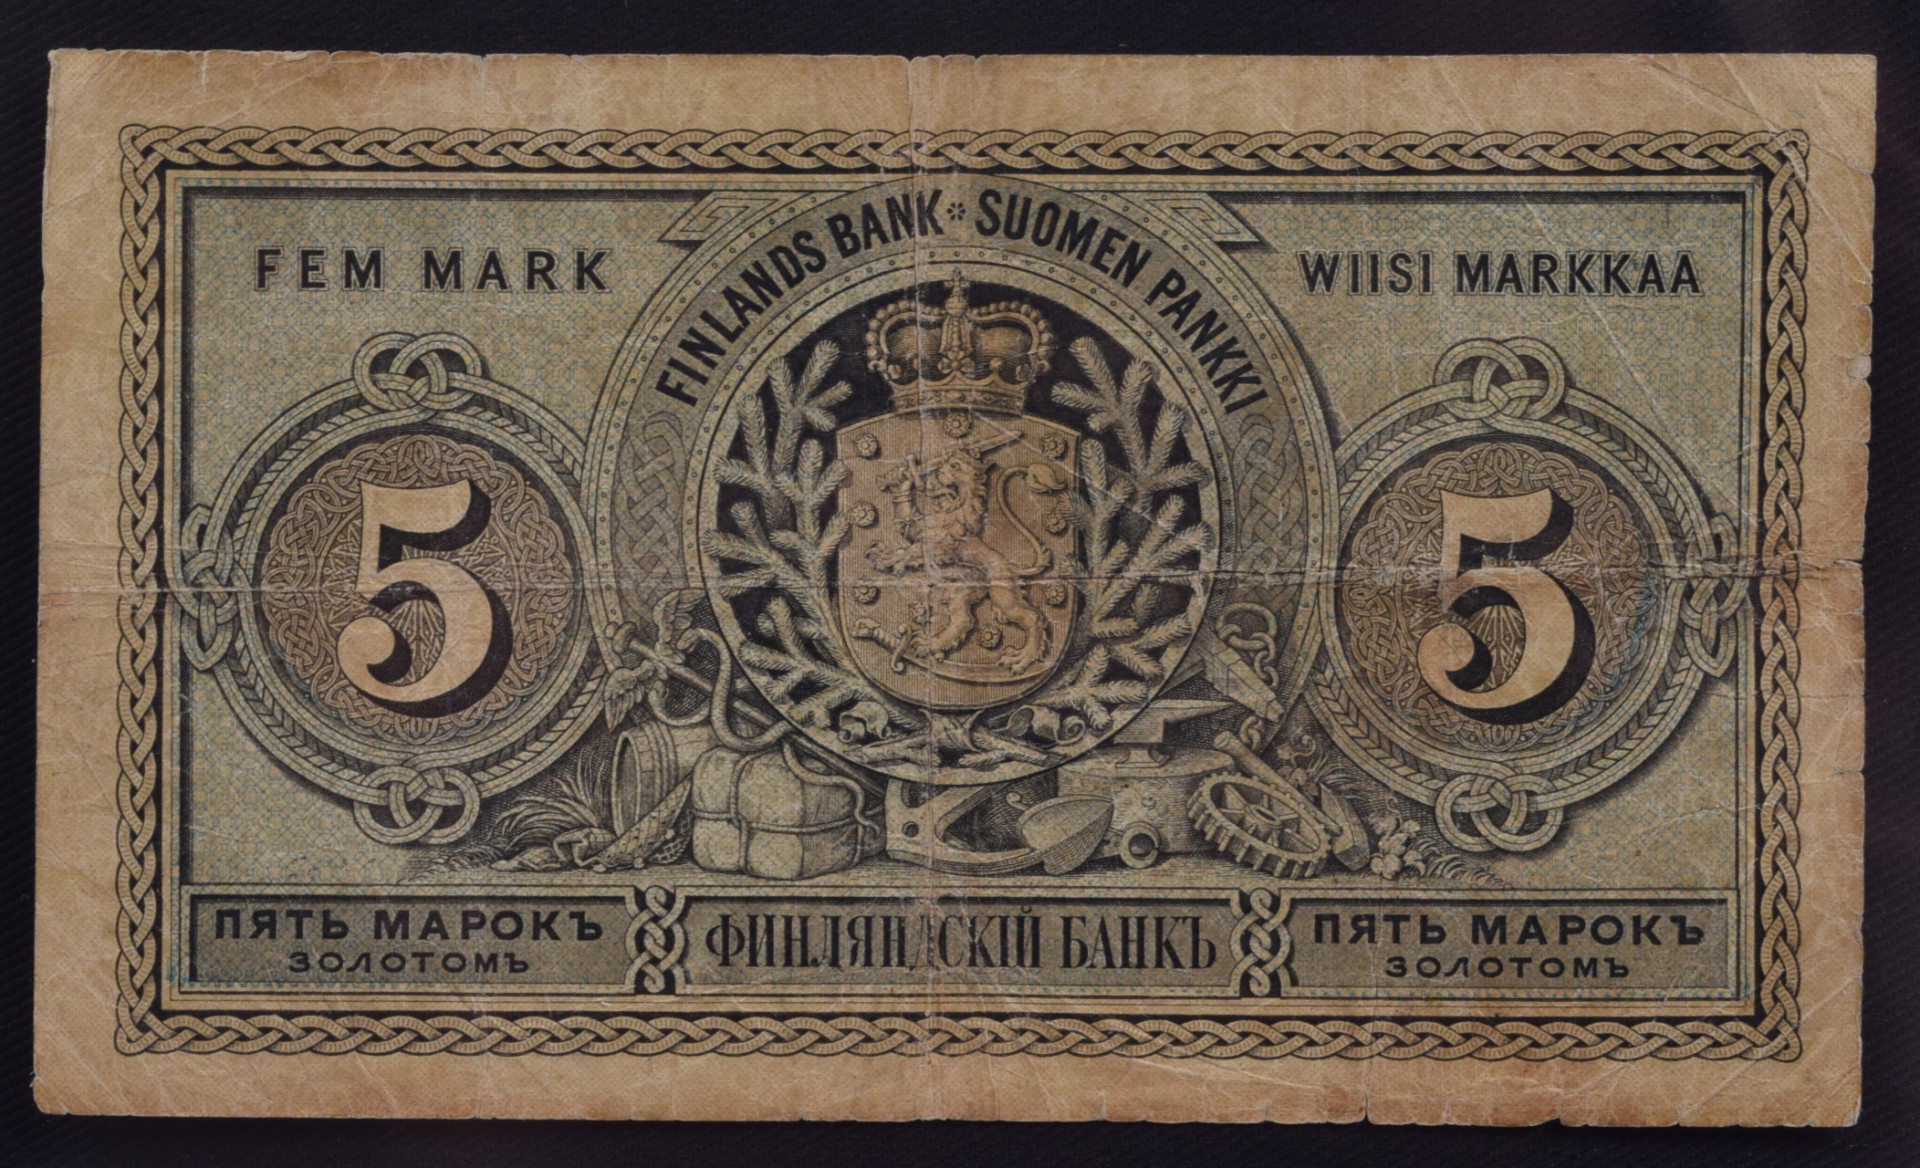 FINLANDS BANK * SUOMEN PANKKI
FEM MARK
WIISI MARKKAA
5
5
ПЯТЬ МАРОКЪ
ЗОЛОТОМЪ
ФИНЛЯНДСКІЙ БАНКЪ
ПЯТЬ МАРОКЪ
ЗОЛОТОМЪ